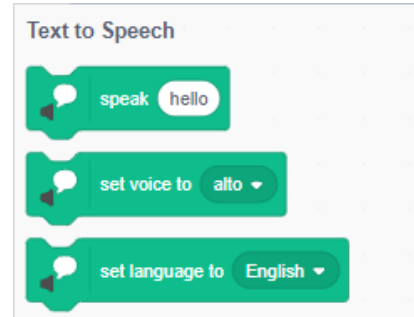 Text to Speech
speak hello
set voice to alto
set language to English